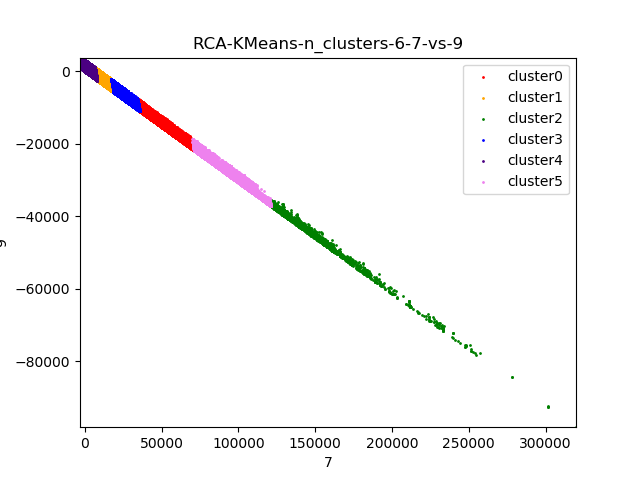 RCA-KMeans-n_clusters-6-7-vs-9
cluster0
cluster1
cluster2
cluster3
cluster4
cluster5
0
−20000
−40000
−60000
−80000
9
0
50000
100000
150000
200000
250000
300000
7